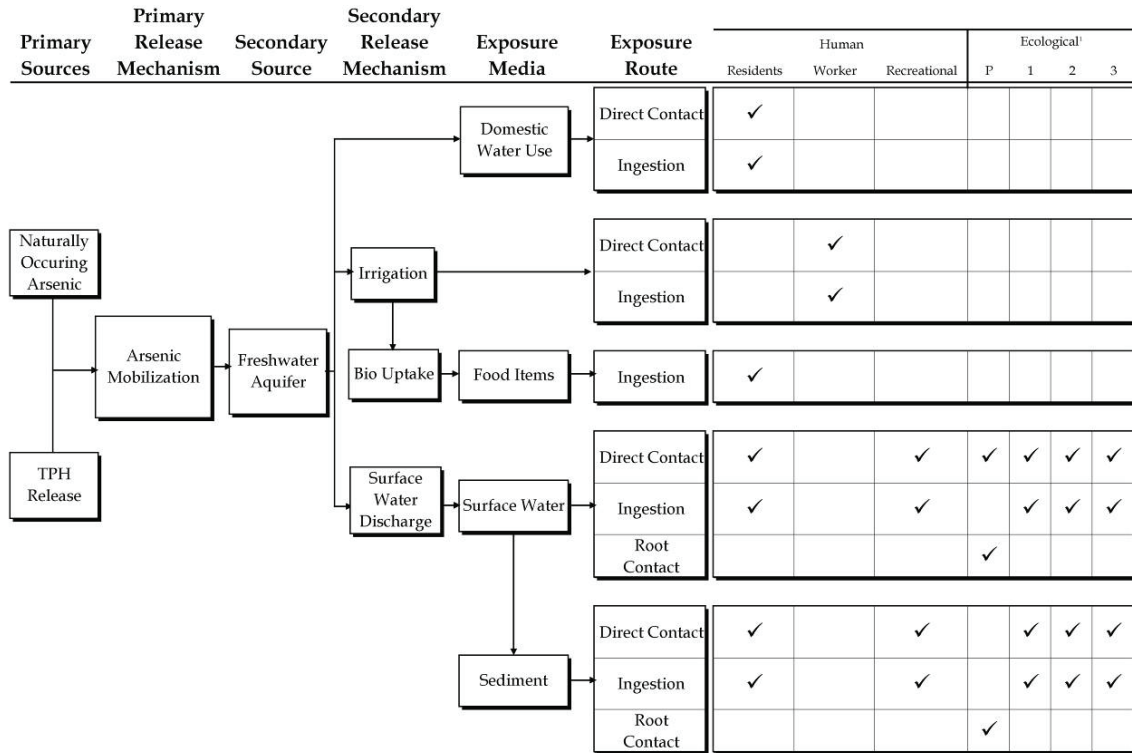 Primary
Sources
Primary
Release
Mechanism
Secondary
Source
Secondary
Release
Mechanism
Exposure
Media
Exposure
Route
Human
Ecological¹
Residents
Worker
Recreational
P
1
2
3
Naturally
Occuring
Arsenic
TPH
Release
Arsenic
Mobilization
Freshwater
Aquifer
Domestic
Water Use
Direct Contact
✓
Ingestion
✓
Irrigation
Direct Contact
✓
Ingestion
✓
Bio Uptake
Food Items
Ingestion
✓
Surface
Water
Discharge
Surface Water
Direct Contact
✓ ✓ ✓ ✓ ✓ ✓
Ingestion
✓ ✓ ✓ ✓ ✓
Root
Contact
✓
Sediment
Direct Contact
✓ ✓ ✓ ✓ ✓
Ingestion
✓ ✓ ✓ ✓ ✓
Root
Contact
✓